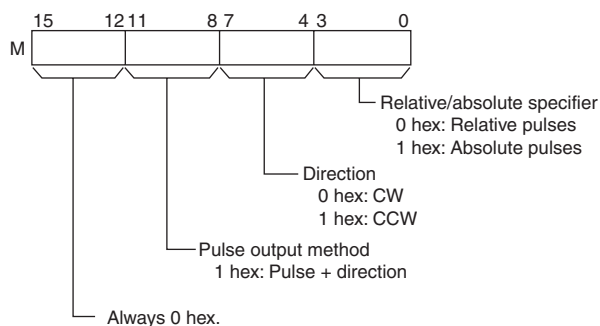 15 12 11 8 7 4 3 0
M
Relative/absolute specifier
0 hex: Relative pulses
1 hex: Absolute pulses
Direction
0 hex: CW
1 hex: CCW
Pulse output method
1 hex: Pulse + direction
Always 0 hex.